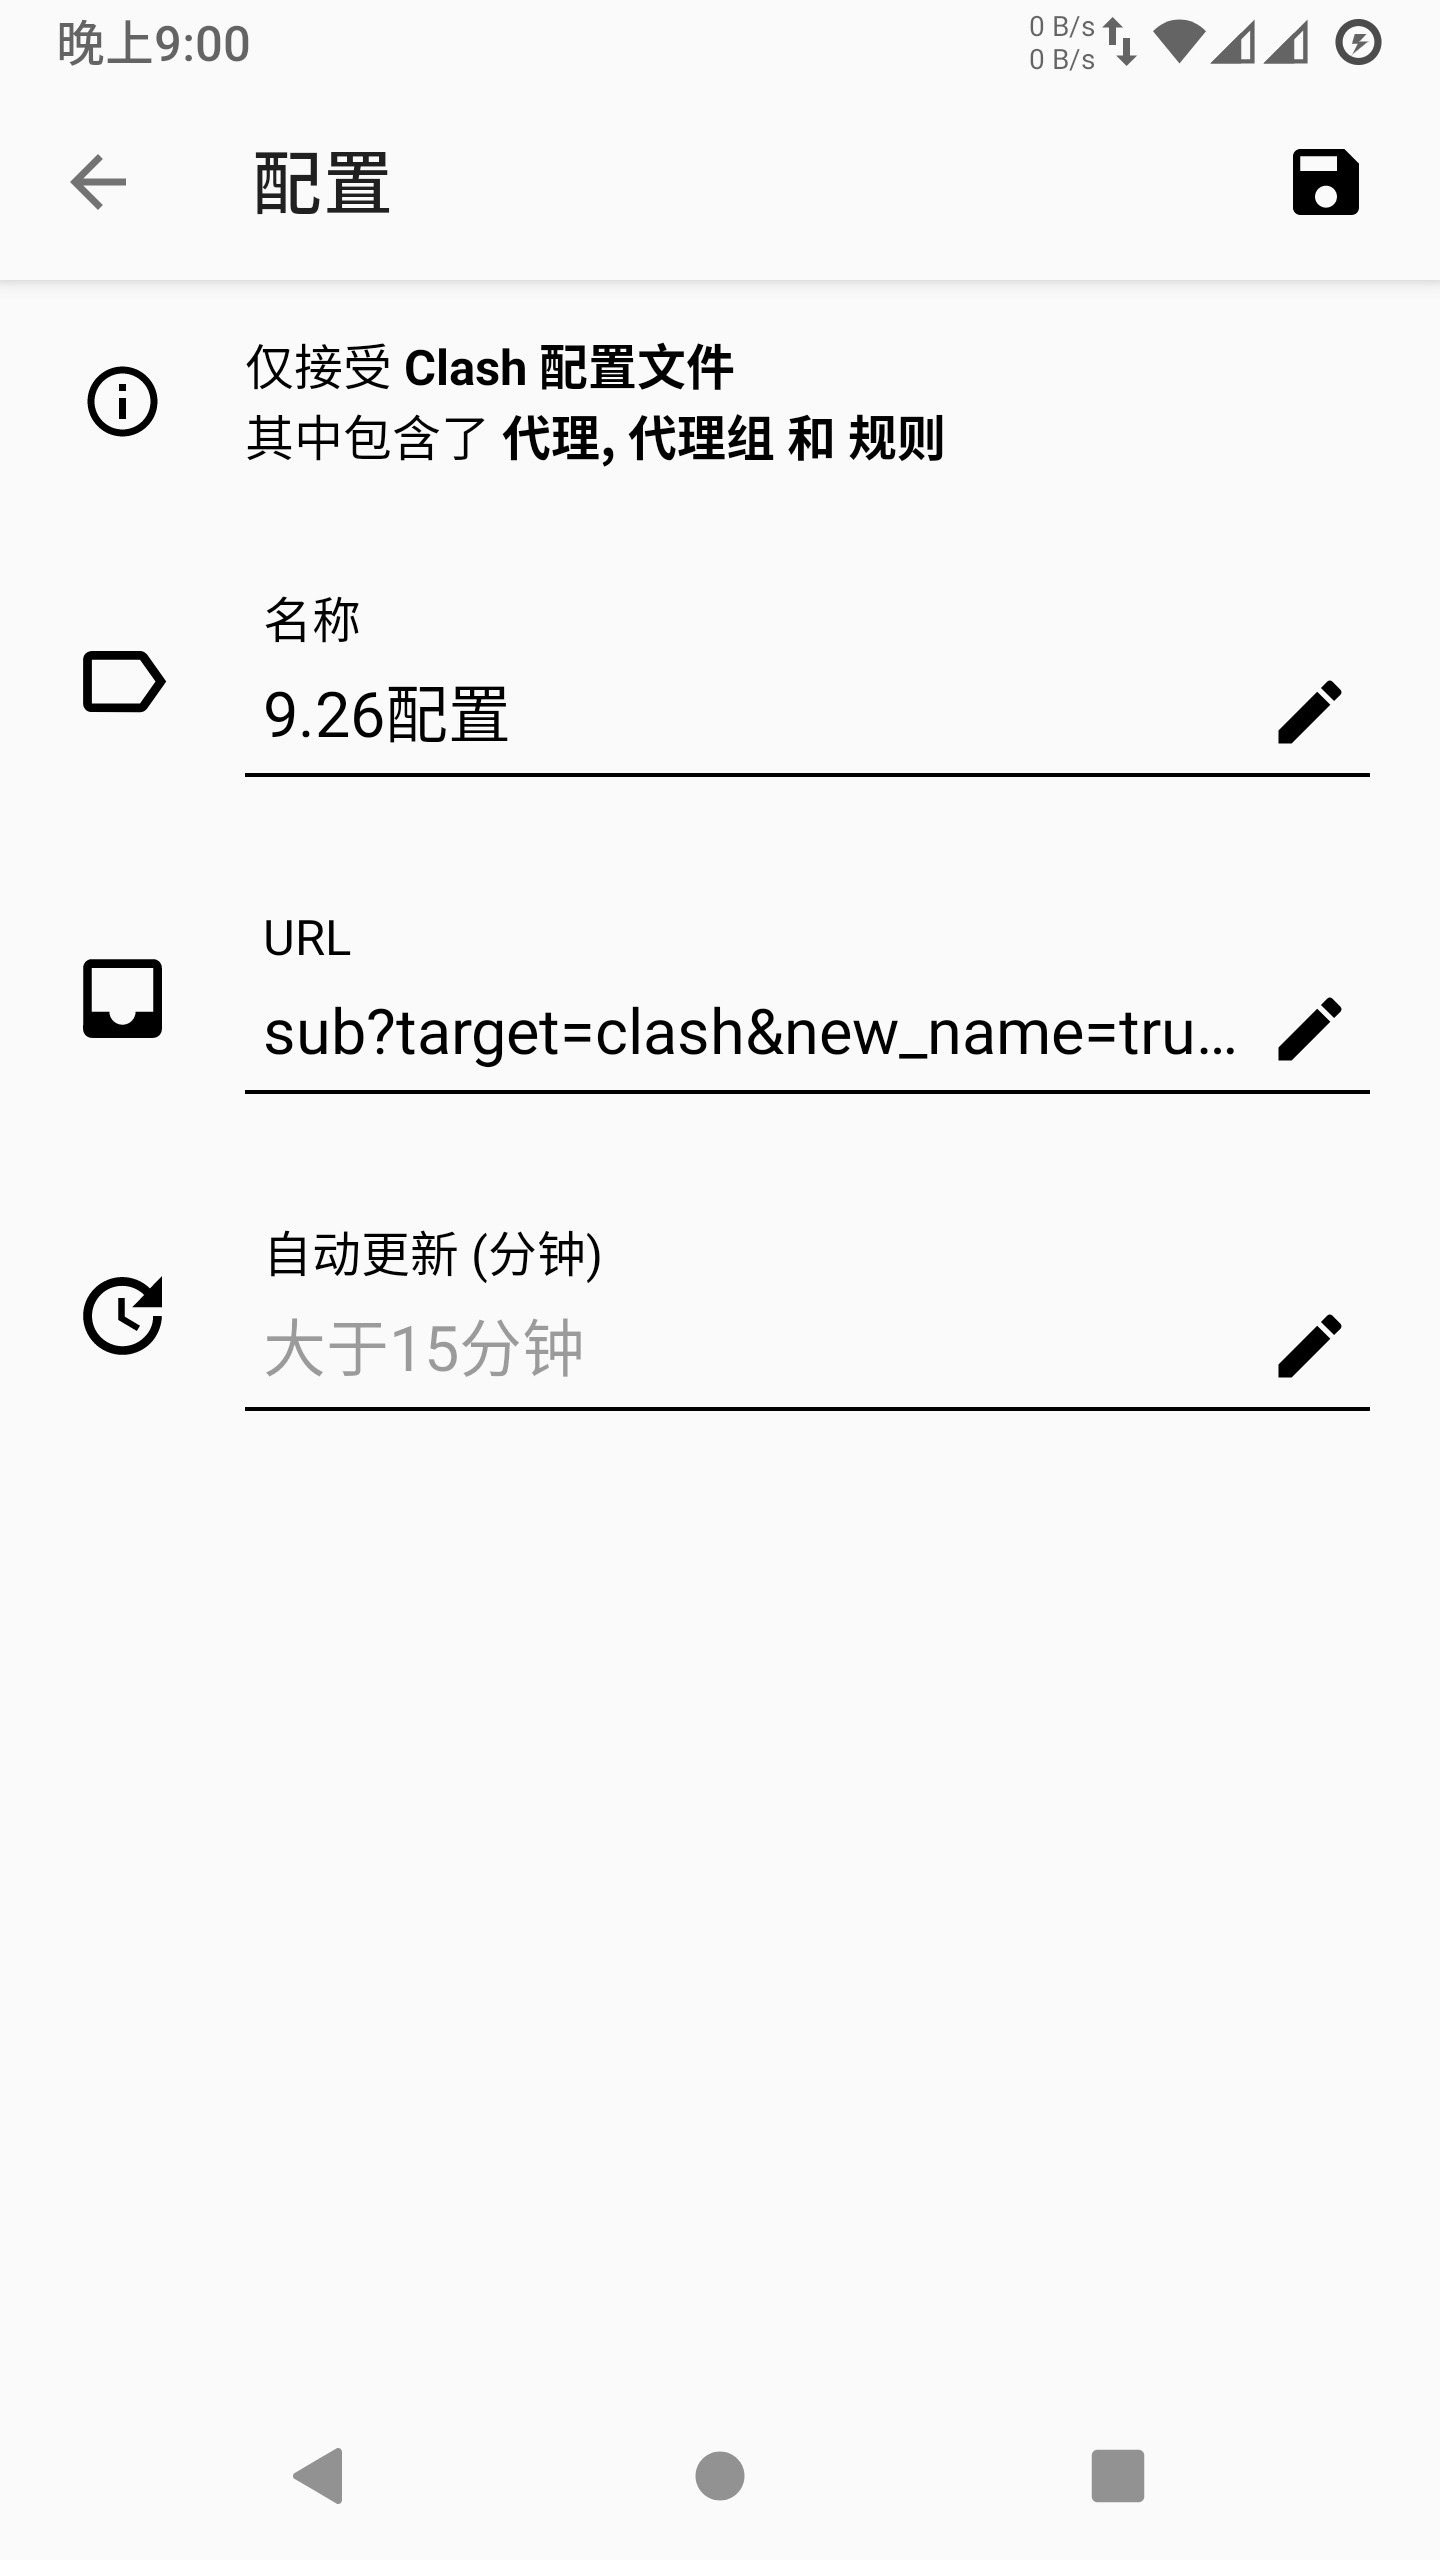 晚上9:00
0 B/s
0 B/s
配置
仅接受 Clash 配置文件
其中包含了 代理, 代理组 和 规则
名称
9.26配置
URL
sub?target=clash&new_name=tru…
自动更新 (分钟)
大于15分钟